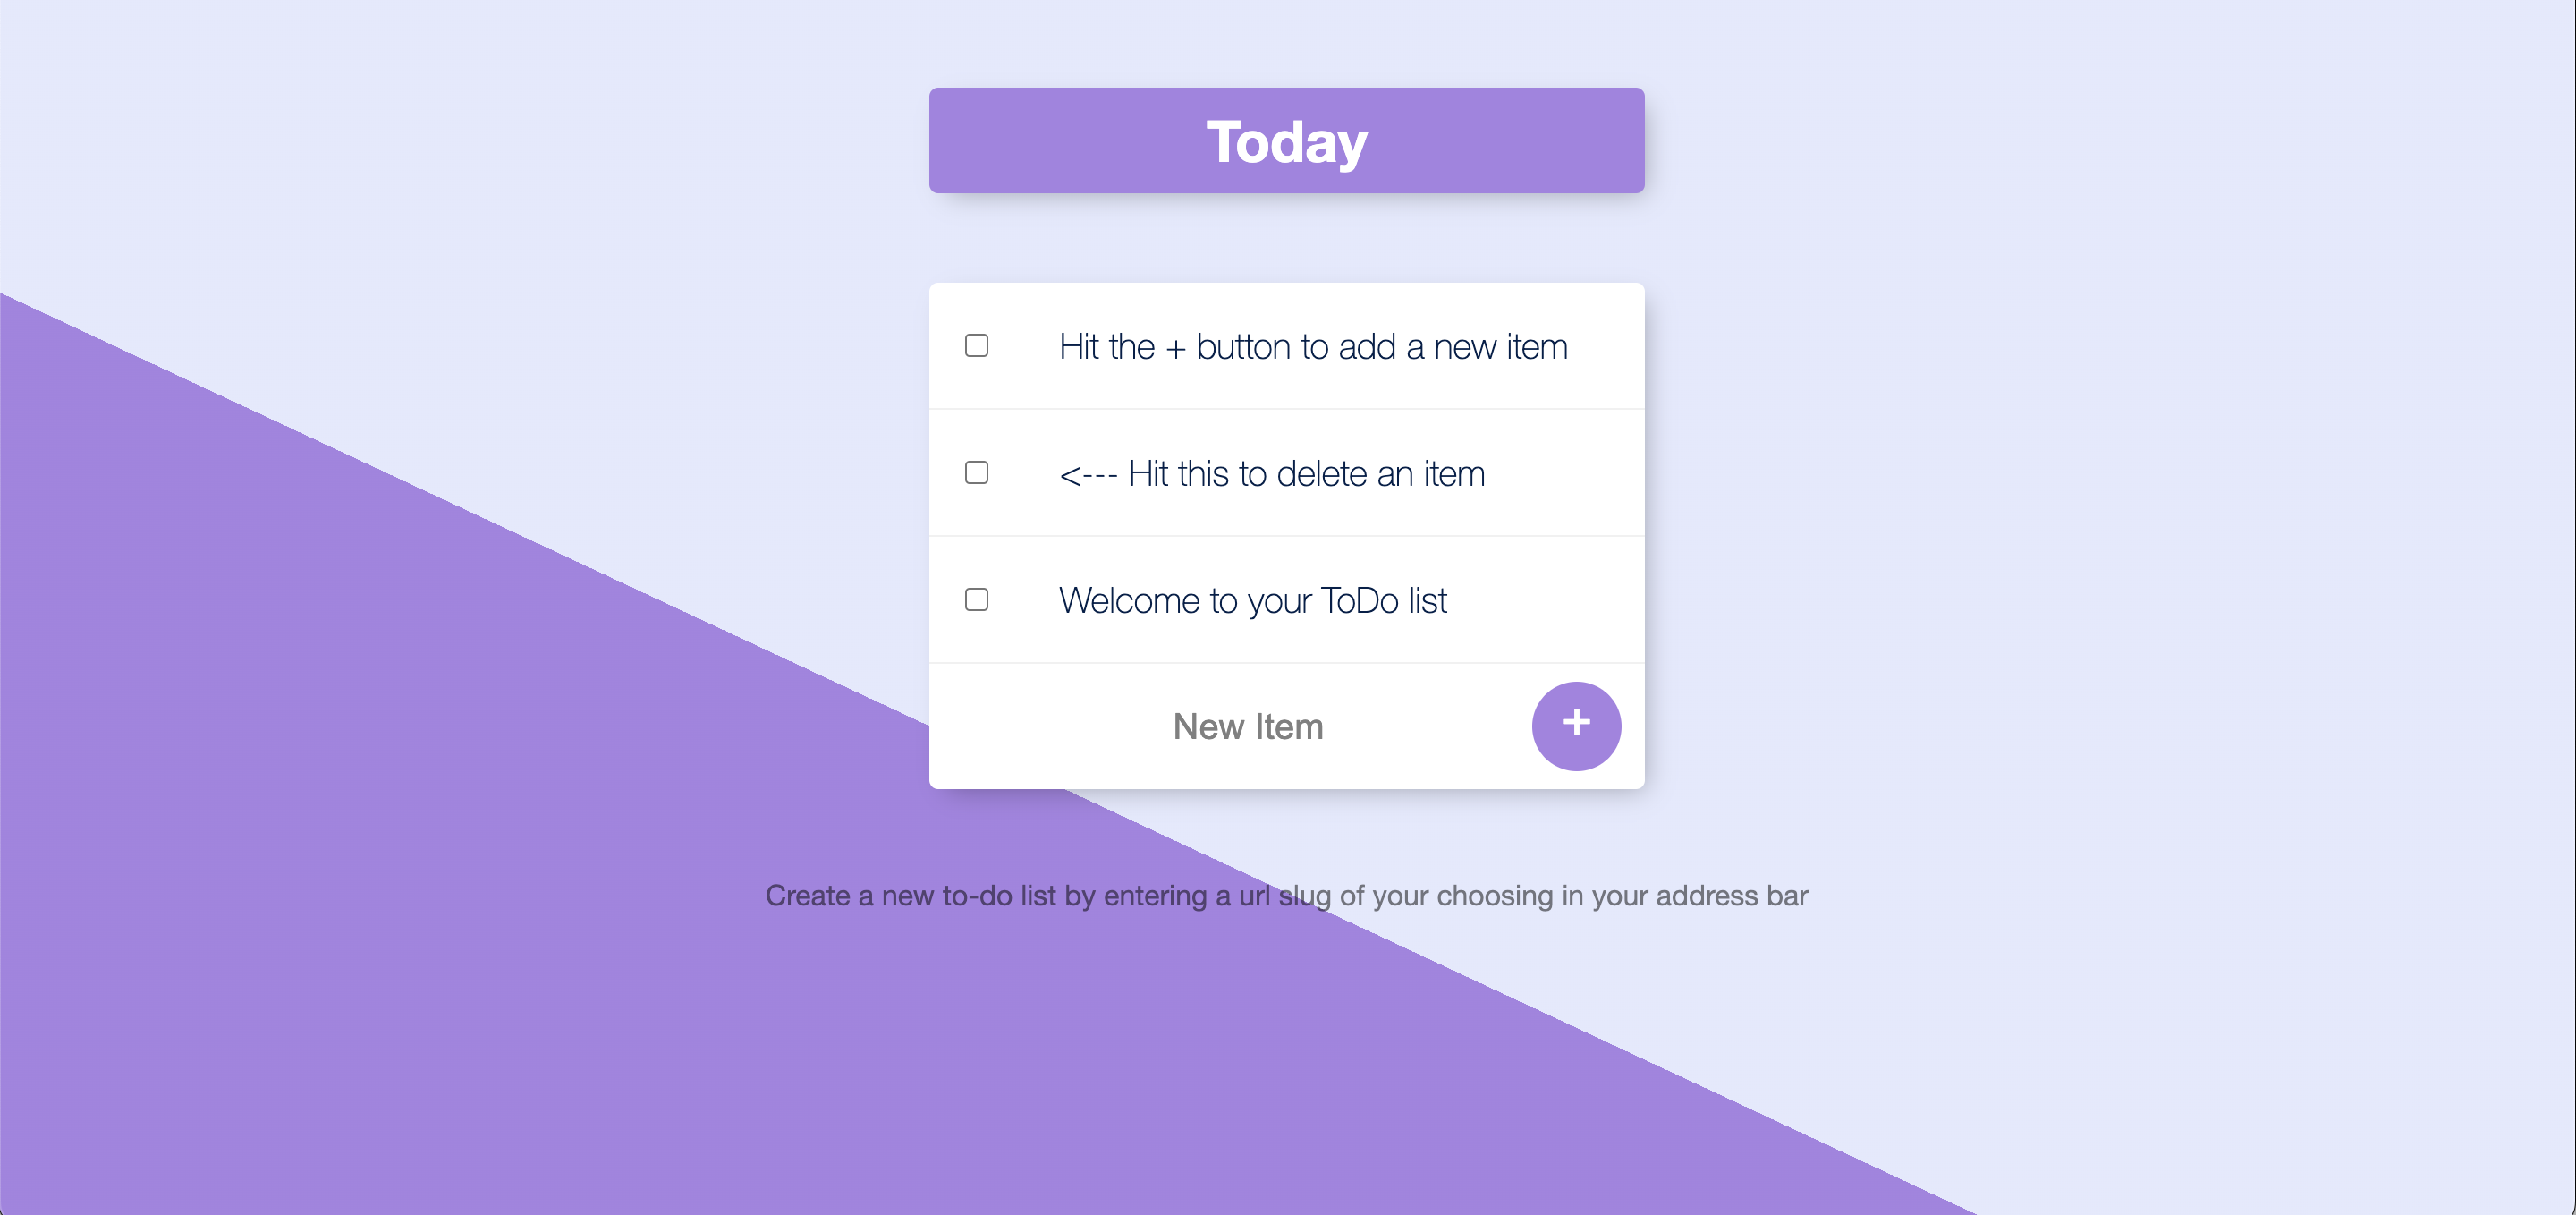 Today
Hit the + button to add a new item
<--- Hit this to delete an item
Welcome to your ToDo list
New Item
+
Create a new to-do list by entering a url slug of your choosing in your address bar